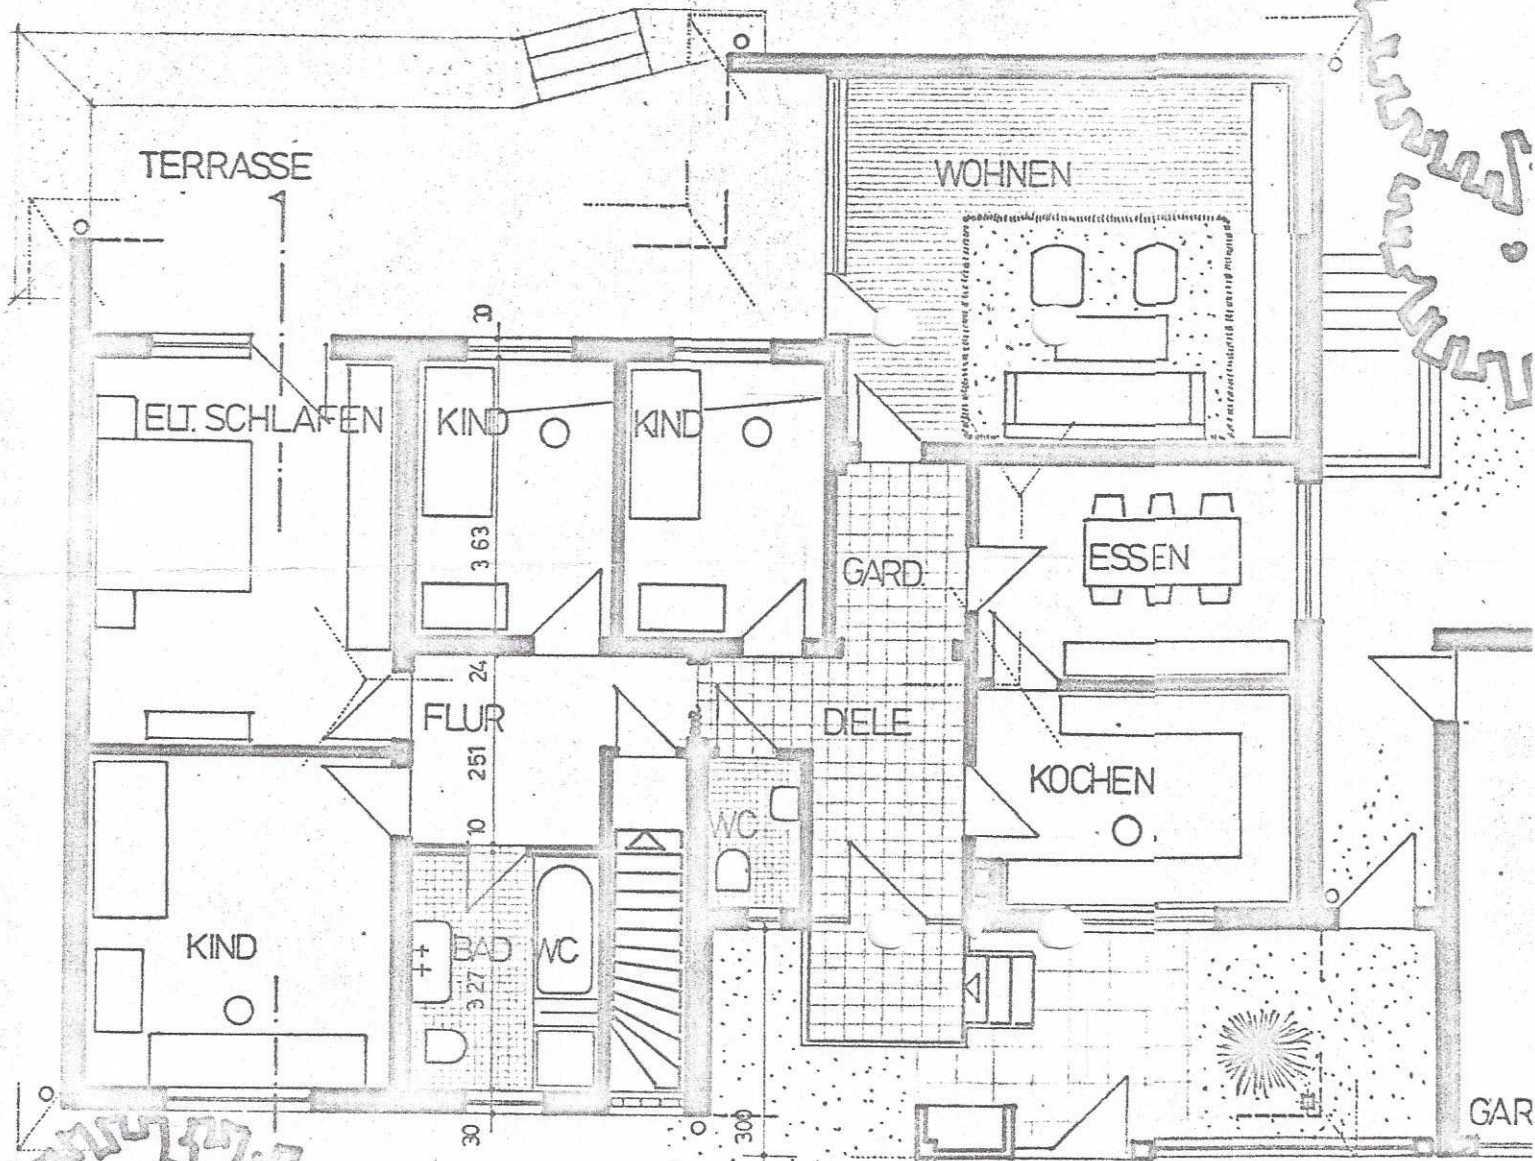 TERRASSE
WOHNEN
30
ELT. SCHLAFEN
KIND
KIND
3 63
GARD.
ESSEN
24
FLUR
DIELE
251
KOCHEN
10
WC
KIND
BAD
WC
3 27
30
300
GAR